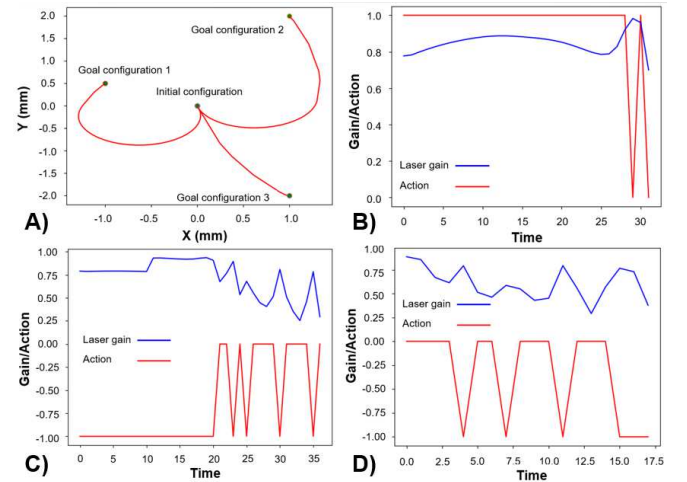 2.0
1.5
1.0
0.5
0.0
-0.5
-1.0
-1.5
-2.0
Y (mm)
Goal configuration 2
Goal configuration 1
Initial configuration
Goal configuration 3
-1.0 -0.5 0.0 0.5 1.0
X (mm)
A)
1.0
0.8
0.6
0.4
0.2
0.0
Gain/Action
Laser gain
Action
0 5 10 15 20 25 30
Time
B)
1.00
0.75
0.50
0.25
0.00
-0.25
-0.50
-0.75
-1.00
Gain/Action
Laser gain
Action
0 5 10 15 20 25 30 35
Time
C)
1.00
0.75
0.50
0.25
0.00
-0.25
-0.50
-0.75
-1.00
Gain/Action
Laser gain
Action
0.0 2.5 5.0 7.5 10.0 12.5 15.0 17.5
Time
D)